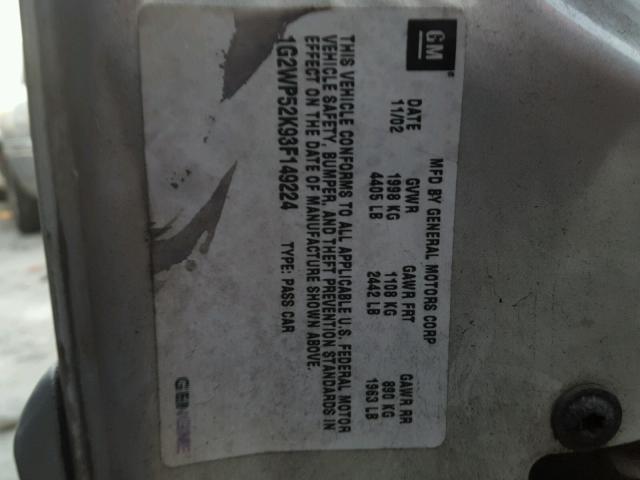 GM
MFD BY GENERAL MOTORS CORP
DATE GVWR GAWR FRT GAWR RR
11/02 1998 KG 1108 KG 890 KG
4405 LB 2442 LB 1963 LB
THIS VEHICLE CONFORMS TO ALL APPLICABLE U.S. FEDERAL MOTOR
VEHICLE SAFETY, BUMPER, AND THEFT PREVENTION STANDARDS IN
EFFECT ON THE DATE OF MANUFACTURE SHOWN ABOVE.
1G2WP52K93F149224 TYPE: PASS CAR
GENUINE